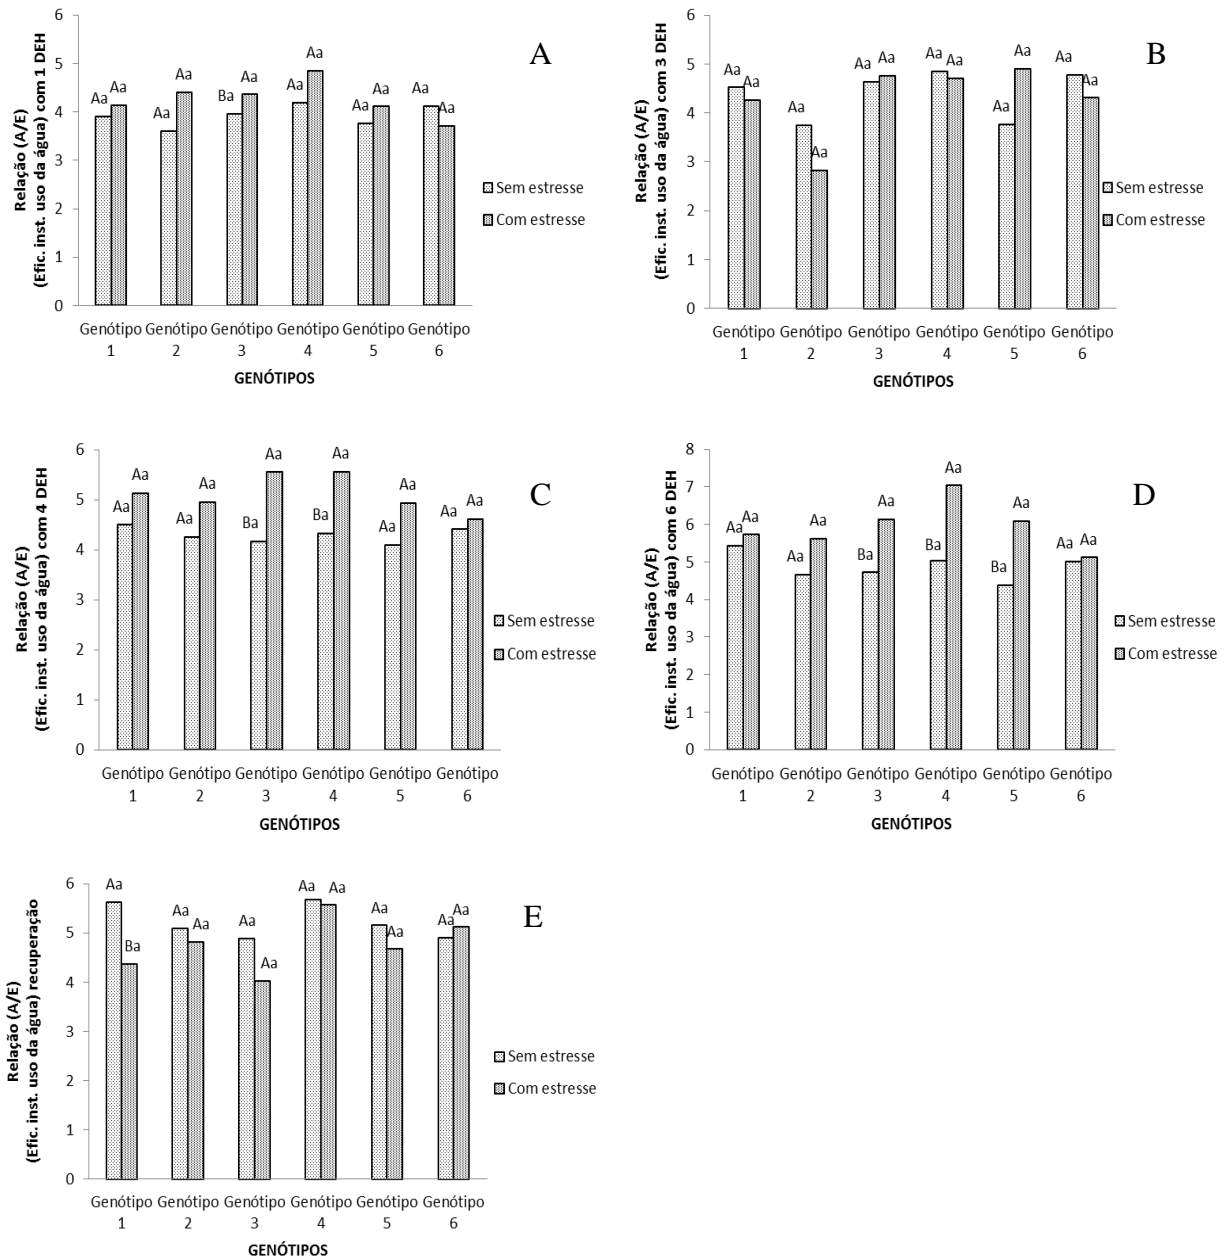 Relação (A/E)
(Efic. inst. uso da água) com 1 DEH
6
5
4
3
2
1
0
Aa Aa Aa Aa Ba Aa Aa Aa Aa Aa Aa Aa
A
Sem estresse
Com estresse
Genótipo Genótipo Genótipo Genótipo Genótipo Genótipo
1 2 3 4 5 6
GENÓTIPOS
Relação (A/E)
(Efic. inst. uso da água) com 3 DEH
6
5
4
3
2
1
0
Aa Aa Aa Aa Aa Aa Aa Aa Aa Aa Aa Aa
B
Sem estresse
Com estresse
Genótipo Genótipo Genótipo Genótipo Genótipo Genótipo
1 2 3 4 5 6
GENÓTIPOS
Relação (A/E)
(Efic. inst. uso da água) com 4 DEH
6
5
4
3
2
1
0
Aa Aa Aa Aa Ba Aa Ba Aa Aa Aa Aa Aa
C
Sem estresse
Com estresse
Genótipo Genótipo Genótipo Genótipo Genótipo Genótipo
1 2 3 4 5 6
GENÓTIPOS
Relação (A/E)
(Efic. inst. uso da água) com 6 DEH
8
7
6
5
4
3
2
1
0
Aa Aa Aa Aa Ba Aa Ba Aa Ba Aa Aa Aa
D
Sem estresse
Com estresse
Genótipo Genótipo Genótipo Genótipo Genótipo Genótipo
1 2 3 4 5 6
GENÓTIPOS
Relação (A/E)
(Efic. inst. uso da água) recuperação
6
5
4
3
2
1
0
Aa Ba Aa Aa Aa Aa Aa Aa Aa Aa Aa Aa
E
Sem estresse
Com estresse
Genótipo Genótipo Genótipo Genótipo Genótipo Genótipo
1 2 3 4 5 6
GENÓTIPOS